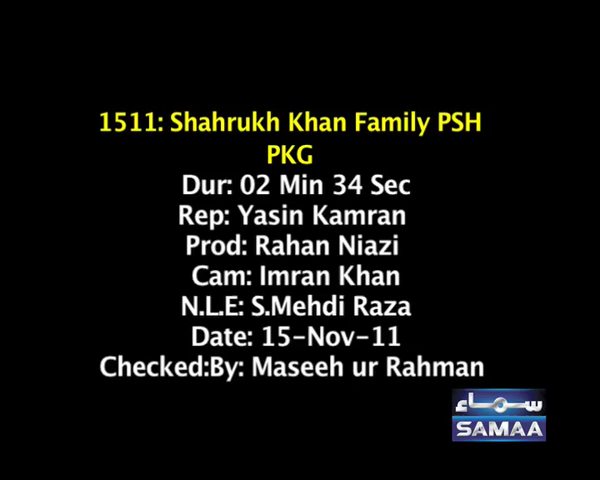 1511: Shahrukh Khan Family PSH
PKG
Dur: 02 Min 34 Sec
Rep: Yasin Kamran
Prod: Rahan Niazi
Cam: Imran Khan
N.L.E: S.Mehdi Raza
Date: 15-Nov-11
Checked:By: Maseeh ur Rahman
سماء
SAMAA